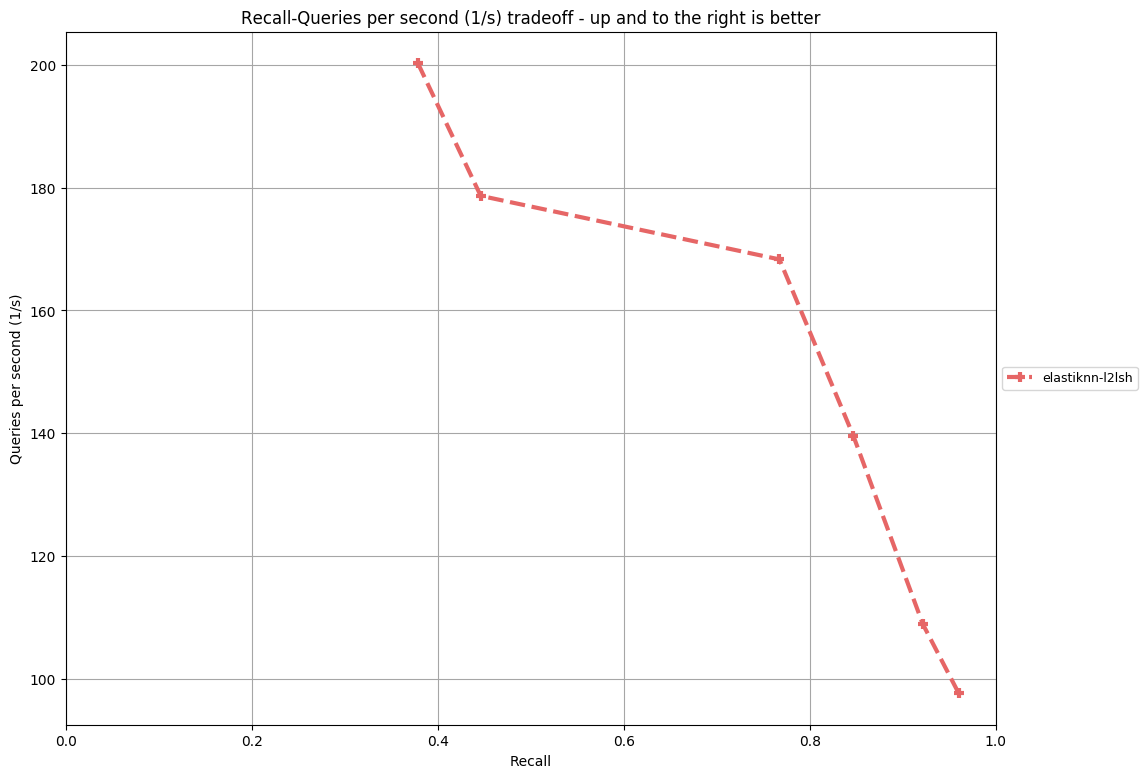 Recall-Queries per second (1/s) tradeoff - up and to the right is better
200
180
160
140
120
100
Queries per second (1/s)
0.0 0.2 0.4 0.6 0.8 1.0
Recall
elastiknn-l2lsh